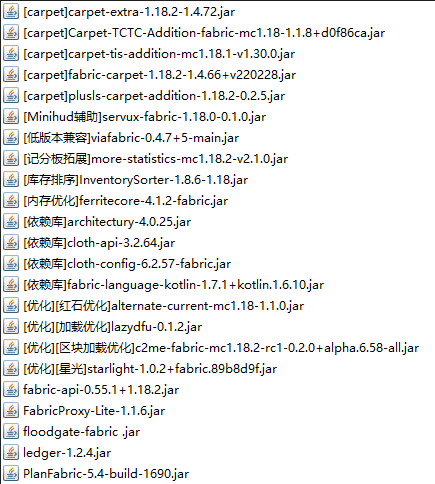 [carpet]carpet-extra-1.18.2-1.4.72.jar
[carpet]Carpet-TCTC-Addition-fabric-mc1.18-1.1.8+d0f86ca.jar
[carpet]carpet-tis-addition-mc1.18.1-v1.30.0.jar
[carpet]fabric-carpet-1.18.2-1.4.66+v220228.jar
[carpet]plusls-carpet-addition-1.18.2-0.2.5.jar
[Minihud辅助]servux-fabric-1.18.0-0.1.0.jar
[低版本兼容]viafabric-0.4.7+5-main.jar
[记分板拓展]more-statistics-mc1.18.2-v2.1.0.jar
[库存排序]InventorySorter-1.8.6-1.18.jar
[内存优化]ferritecore-4.1.2-fabric.jar
[依赖库]architectury-4.0.25.jar
[依赖库]cloth-api-3.2.64.jar
[依赖库]cloth-config-6.2.57-fabric.jar
[依赖库]fabric-language-kotlin-1.7.1+kotlin.1.6.10.jar
[优化][红石优化]alternate-current-mc1.18-1.1.0.jar
[优化][加载优化]lazydfu-0.1.2.jar
[优化][区块加载优化]c2me-fabric-mc1.18.2-rc1-0.2.0+alpha.6.58-all.jar
[优化][星光]starlight-1.0.2+fabric.89b8d9f.jar
fabric-api-0.55.1+1.18.2.jar
FabricProxy-Lite-1.1.6.jar
floodgate-fabric .jar
ledger-1.2.4.jar
PlanFabric-5.4-build-1690.jar